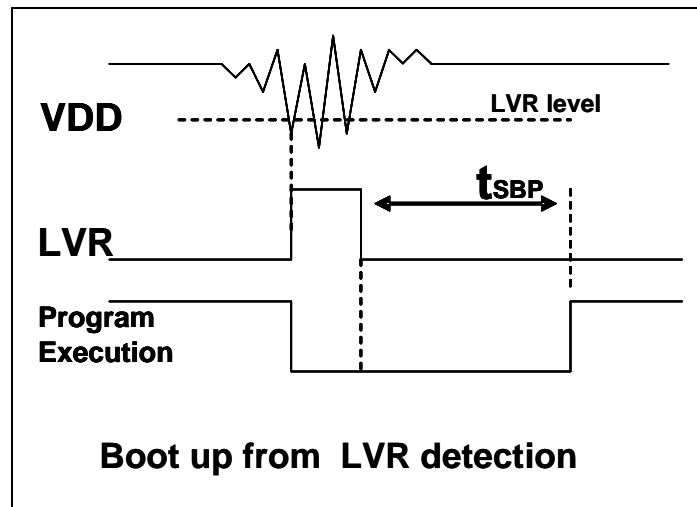 LVR level
VDD
tSBP
LVR
Program
Execution
Boot up from LVR detection